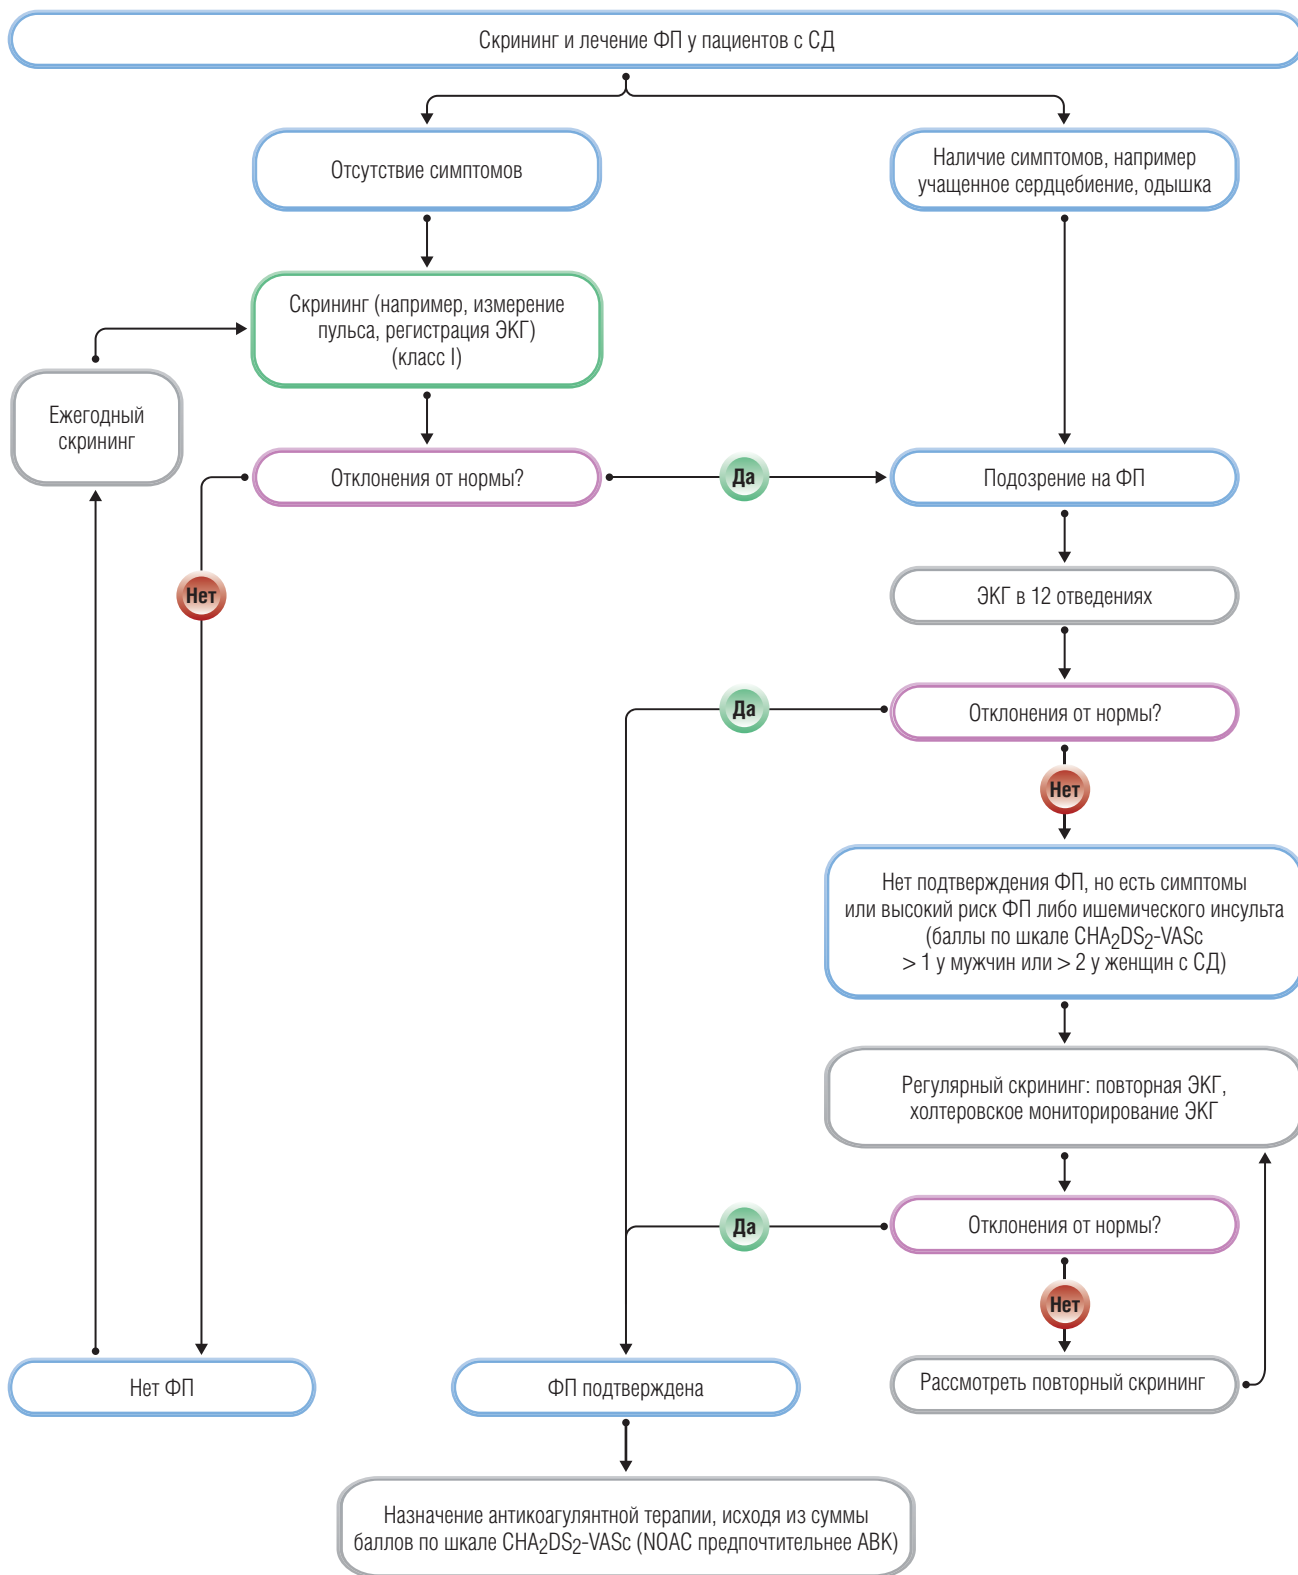 Скрининг и лечение ФП у пациентов с СД
Отсутствие симптомов
Наличие симптомов, например
учащенное сердцебиение, одышка
Скрининг (например, измерение
пульса, регистрация ЭКГ)
(класс I)
Ежегодный
скрининг
Отклонения от нормы?
Да
Подозрение на ФП
Нет
ЭКГ в 12 отведениях
Да
Отклонения от нормы?
Нет
Нет подтверждения ФП, но есть симптомы
или высокий риск ФП либо ишемического инсульта
(баллы по шкале CHA₂DS₂-VASc
> 1 у мужчин или > 2 у женщин с СД)
Регулярный скрининг: повторная ЭКГ,
холтеровское мониторирование ЭКГ
Да
Отклонения от нормы?
Нет
Нет ФП
ФП подтверждена
Рассмотреть повторный скрининг
Назначение антикоагулянтной терапии, исходя из суммы
баллов по шкале CHA₂DS₂-VASc (NOAC предпочтительнее АВК)